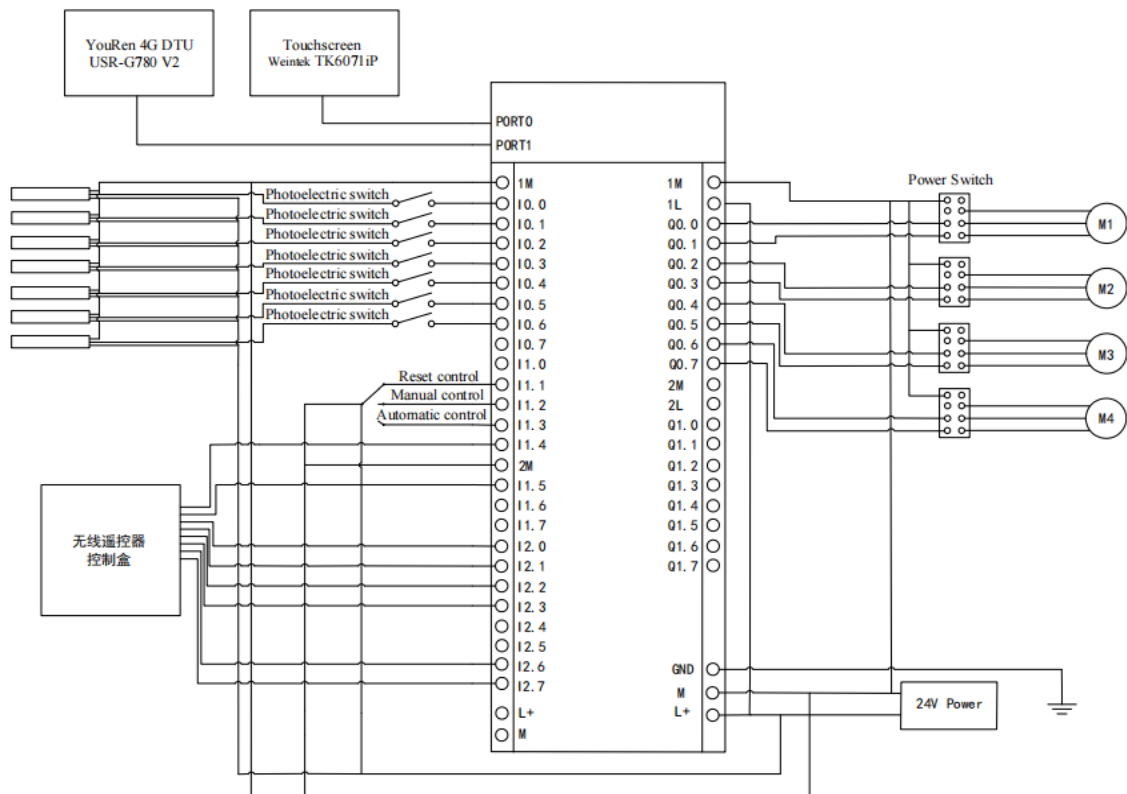 YouRen 4G DTU
USR-G780 V2
Touchscreen
Weintek TK6071iP
PORT0
PORT1
1M
I0.0
I0.1
I0.2
I0.3
I0.4
I0.5
I0.6
I0.7
I1.0
I1.1
I1.2
I1.3
I1.4
2M
I1.5
I1.6
I1.7
I2.0
I2.1
I2.2
I2.3
I2.4
I2.5
I2.6
I2.7
L+
M
Photoelectric switch
Photoelectric switch
Photoelectric switch
Photoelectric switch
Photoelectric switch
Photoelectric switch
Photoelectric switch
Reset control
Manual control
Automatic control
无线遥控器
控制盒
1M
1L
Q0.0
Q0.1
Q0.2
Q0.3
Q0.4
Q0.5
Q0.6
Q0.7
2M
2L
Q1.0
Q1.1
Q1.2
Q1.3
Q1.4
Q1.5
Q1.6
Q1.7
GND
M
L+
Power Switch
M1
M2
M3
M4
24V Power